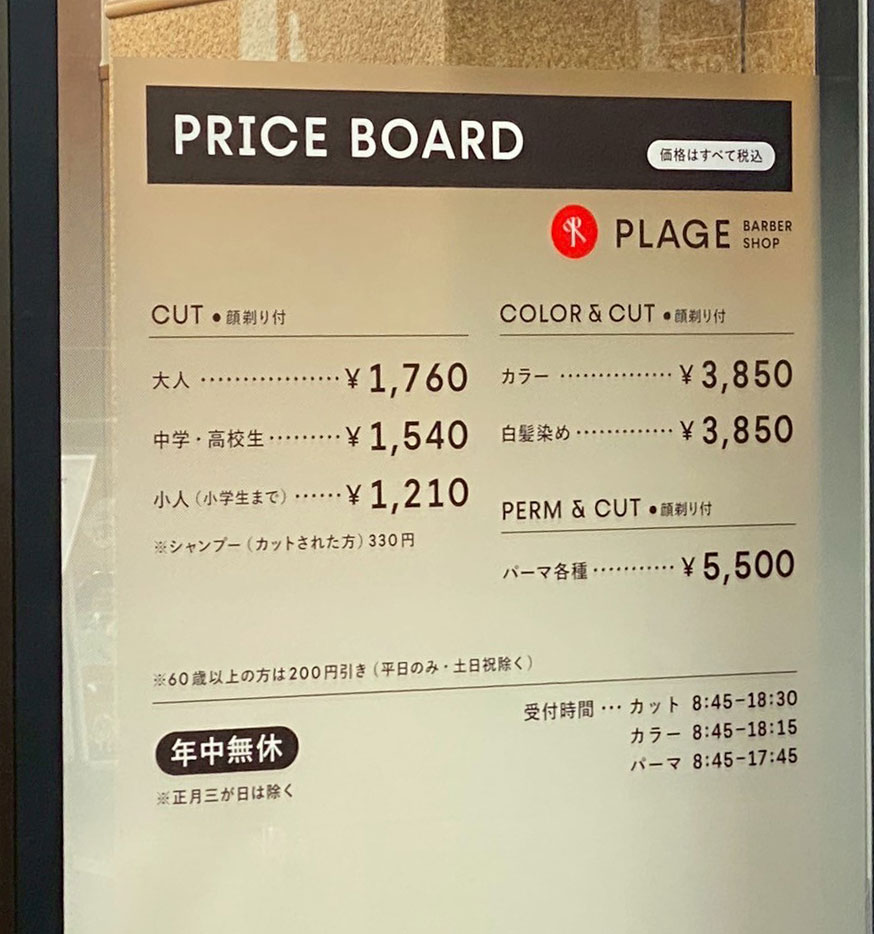 PRICE BOARD
価格はすべて税込
PLAGE BARBER SHOP
CUT ●顔剃り付
大人 ················· ¥1,760
中学・高校生 ········· ¥1,540
小人（小学生まで） ······ ¥1,210
※シャンプー（カットされた方）330円
COLOR & CUT ●顔剃り付
カラー ··············· ¥3,850
白髪染め ············· ¥3,850
PERM & CUT ●顔剃り付
パーマ各種 ··········· ¥5,500
※60歳以上の方は200円引き（平日のみ・土日祝除く）
年中無休
※正月三が日は除く
受付時間 ··· カット 8:45-18:30
カラー 8:45-18:15
パーマ 8:45-17:45